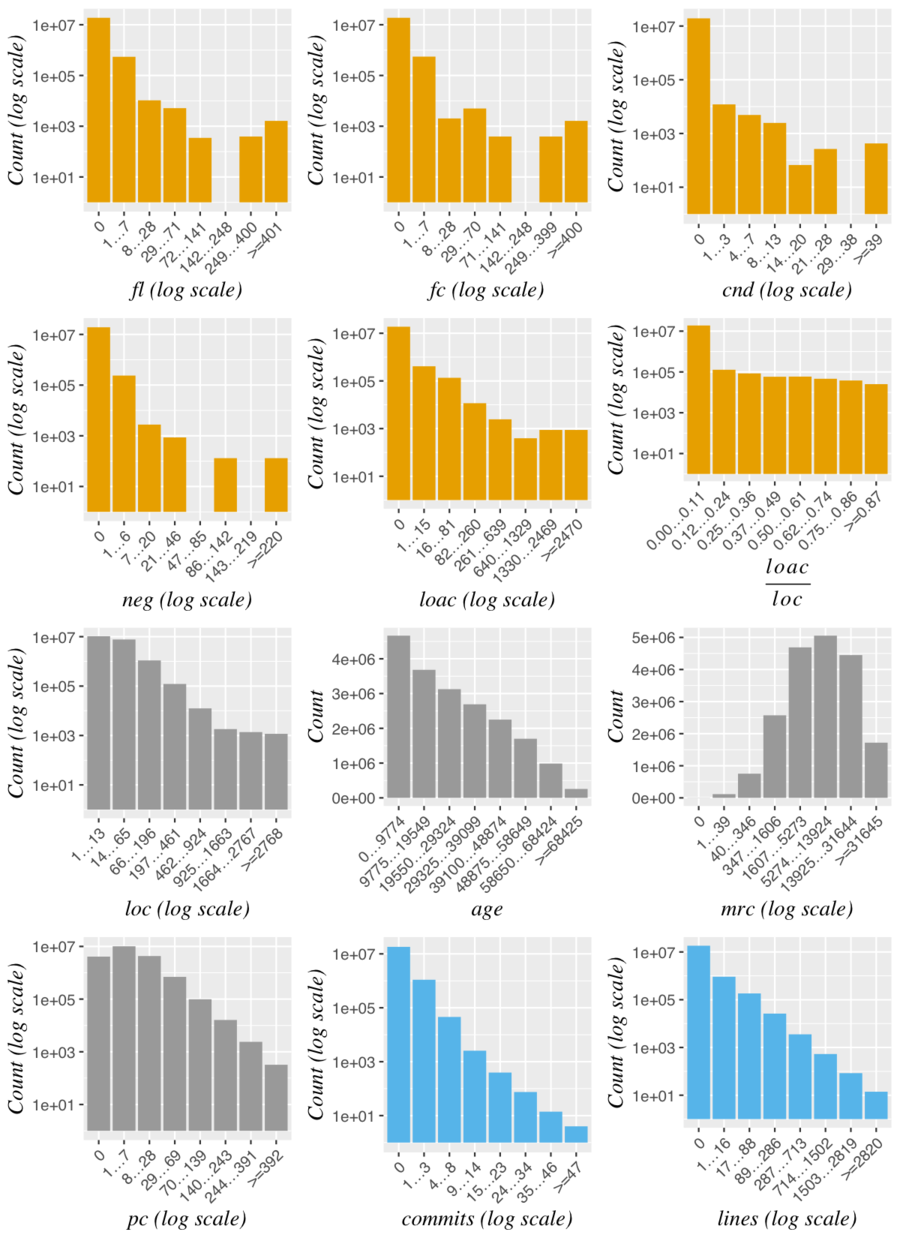 Count (log scale)
1e+07
1e+05
1e+03
1e+01
0
1…7
8…28
29…71
72…141
142…248
249…400
>=401
fl (log scale)
Count (log scale)
1e+07
1e+05
1e+03
1e+01
0
1…7
8…28
29…70
71…141
142…248
249…399
>=400
fc (log scale)
Count (log scale)
1e+07
1e+05
1e+03
1e+01
0
1…3
4…7
8…13
14…20
21…28
29…38
>=39
cnd (log scale)
Count (log scale)
1e+07
1e+05
1e+03
1e+01
0
1…6
7…20
21…46
47…85
86…142
143…219
>=220
neg (log scale)
Count (log scale)
1e+07
1e+05
1e+03
1e+01
0
1…15
16…81
82…260
261…639
640…1329
1330…2469
>=2470
loac (log scale)
Count (log scale)
1e+07
1e+05
1e+03
1e+01
0.00…0.11
0.12…0.24
0.25…0.36
0.37…0.49
0.50…0.61
0.62…0.74
0.75…0.86
>=0.87
loac
loc
Count (log scale)
1e+07
1e+05
1e+03
1e+01
1…13
14…65
66…196
197…461
462…924
925…1663
1664…2767
>=2768
loc (log scale)
Count
4e+06
3e+06
2e+06
1e+06
0e+00
0…9774
9775…19549
19550…29324
29325…39099
39100…48874
48875…58649
58650…68424
>=68425
age
Count
5e+06
4e+06
3e+06
2e+06
1e+06
0e+00
0
1…39
40…346
347…1606
1607…5273
5274…13924
13925…31644
>=31645
mrc (log scale)
Count (log scale)
1e+07
1e+05
1e+03
1e+01
0
1…7
8…28
29…69
70…139
140…243
244…391
>=392
pc (log scale)
Count (log scale)
1e+07
1e+05
1e+03
1e+01
0
1…3
4…8
9…14
15…23
24…34
35…46
>=47
commits (log scale)
Count (log scale)
1e+07
1e+05
1e+03
1e+01
0
1…16
17…88
89…286
287…713
714…1502
1503…2819
>=2820
lines (log scale)